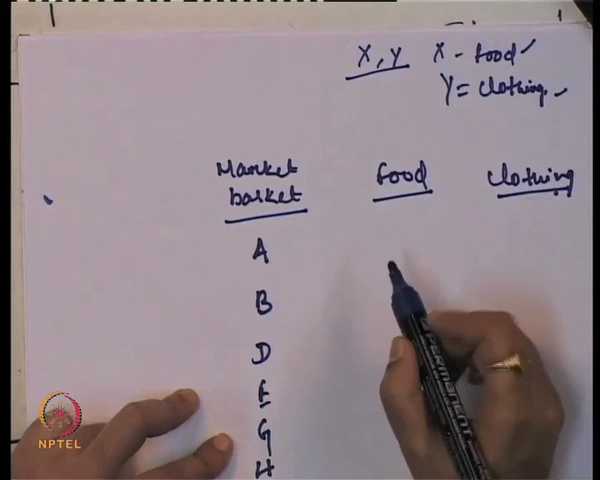 X, Y X - food
Y = clothing
Market basket Food Clothing
A
B
D
E
G
H
PERMANENT
NPTEL